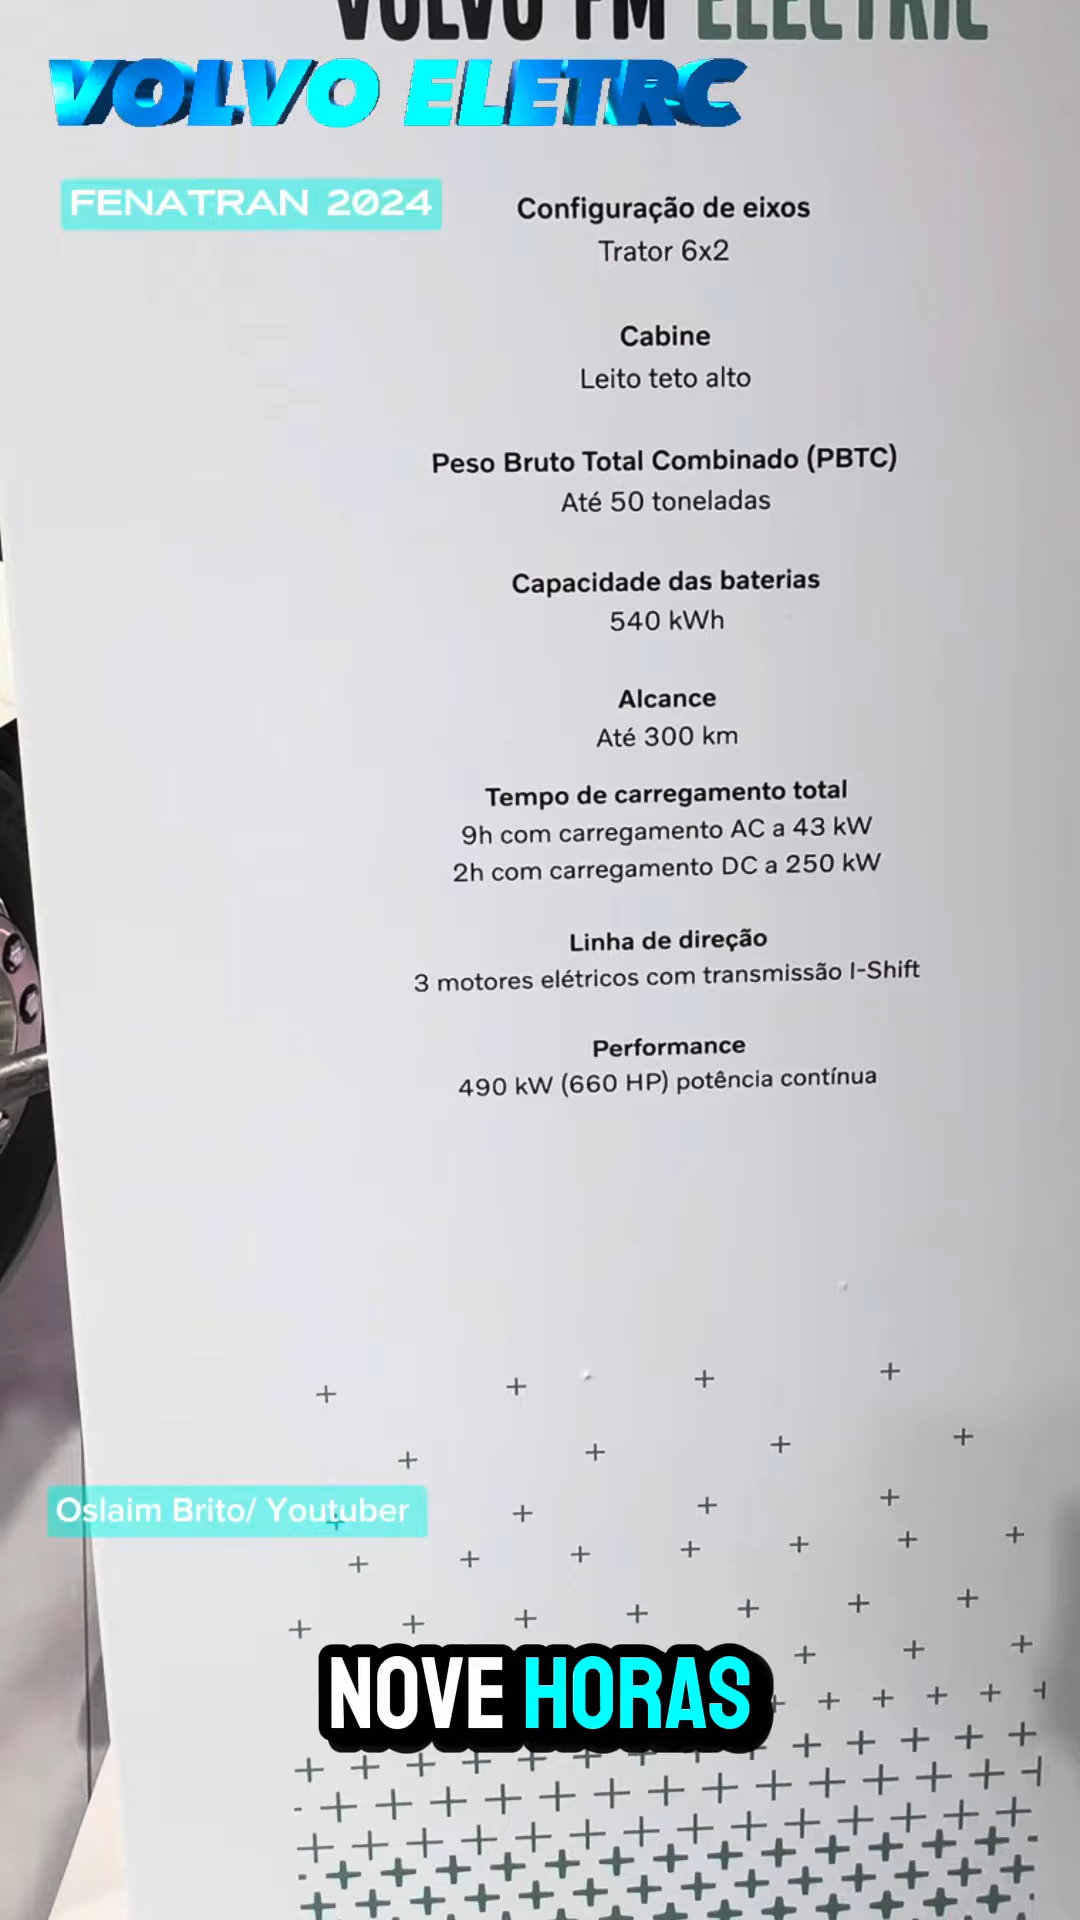 VOLVO FM ELECTRIC
VOLVO ELETRC
FENATRAN 2024
Configuração de eixos
Trator 6x2
Cabine
Leito teto alto
Peso Bruto Total Combinado (PBTC)
Até 50 toneladas
Capacidade das baterias
540 kWh
Alcance
Até 300 km
Tempo de carregamento total
9h com carregamento AC a 43 kW
2h com carregamento DC a 250 kW
Linha de direção
3 motores elétricos com transmissão I-Shift
Performance
490 kW (660 HP) potência contínua
Oslaim Brito/ Youtuber
NOVE HORAS